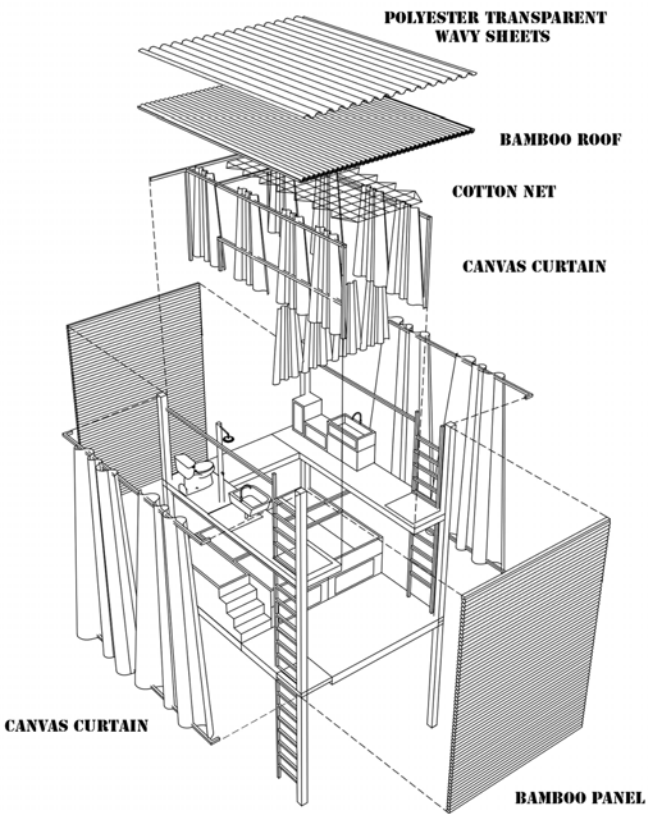 POLYESTER TRANSPARENT
WAVY SHEETS
BAMBOO ROOF
COTTON NET
CANVAS CURTAIN
CANVAS CURTAIN
BAMBOO PANEL